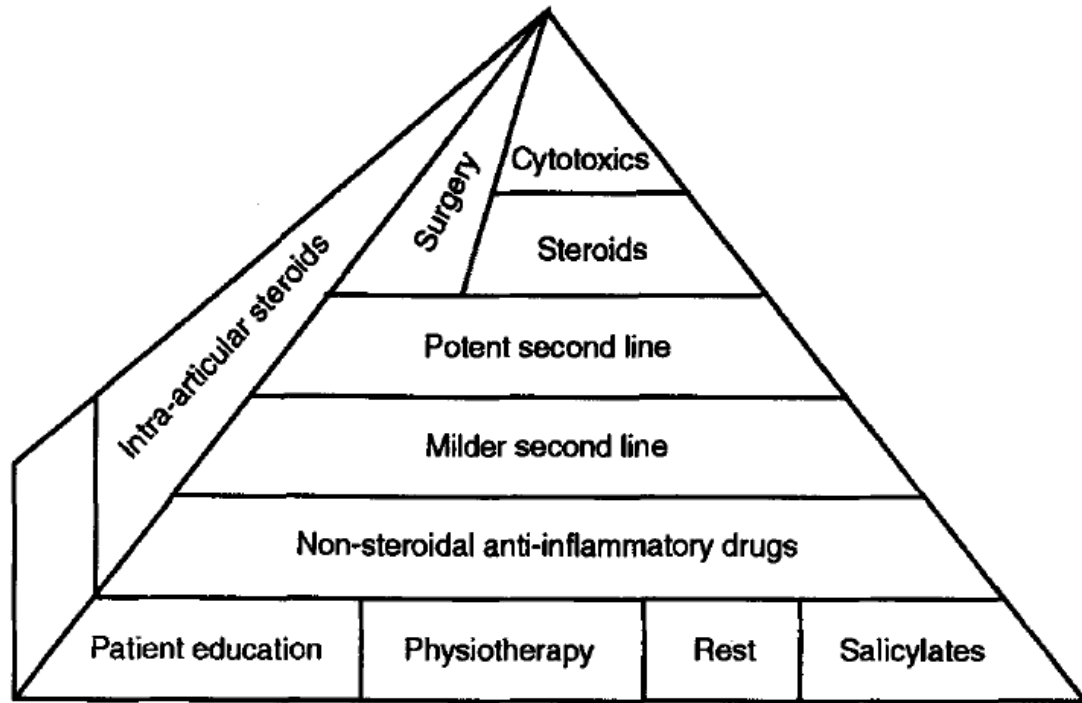 Cytotoxics
Surgery
Steroids
Intra-articular steroids
Potent second line
Milder second line
Non-steroidal anti-inflammatory drugs
Patient education
Physiotherapy
Rest
Salicylates